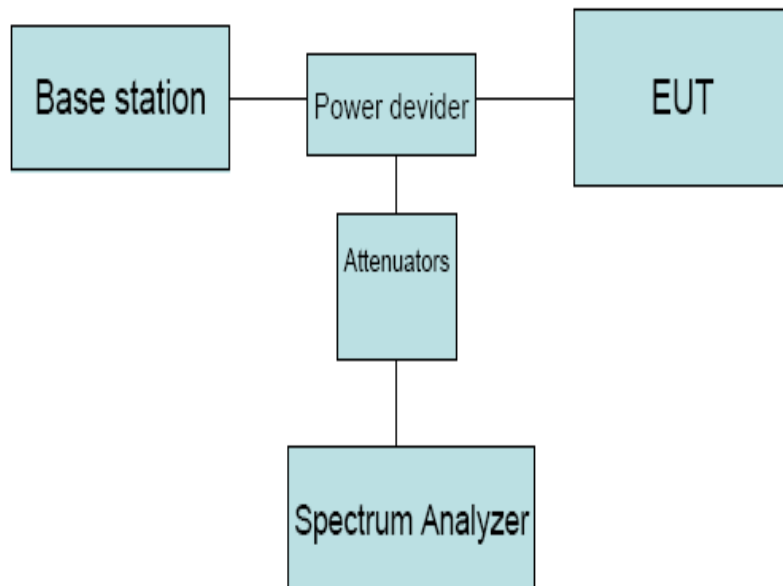 Base station
Power devider
EUT
Attenuators
Spectrum Analyzer